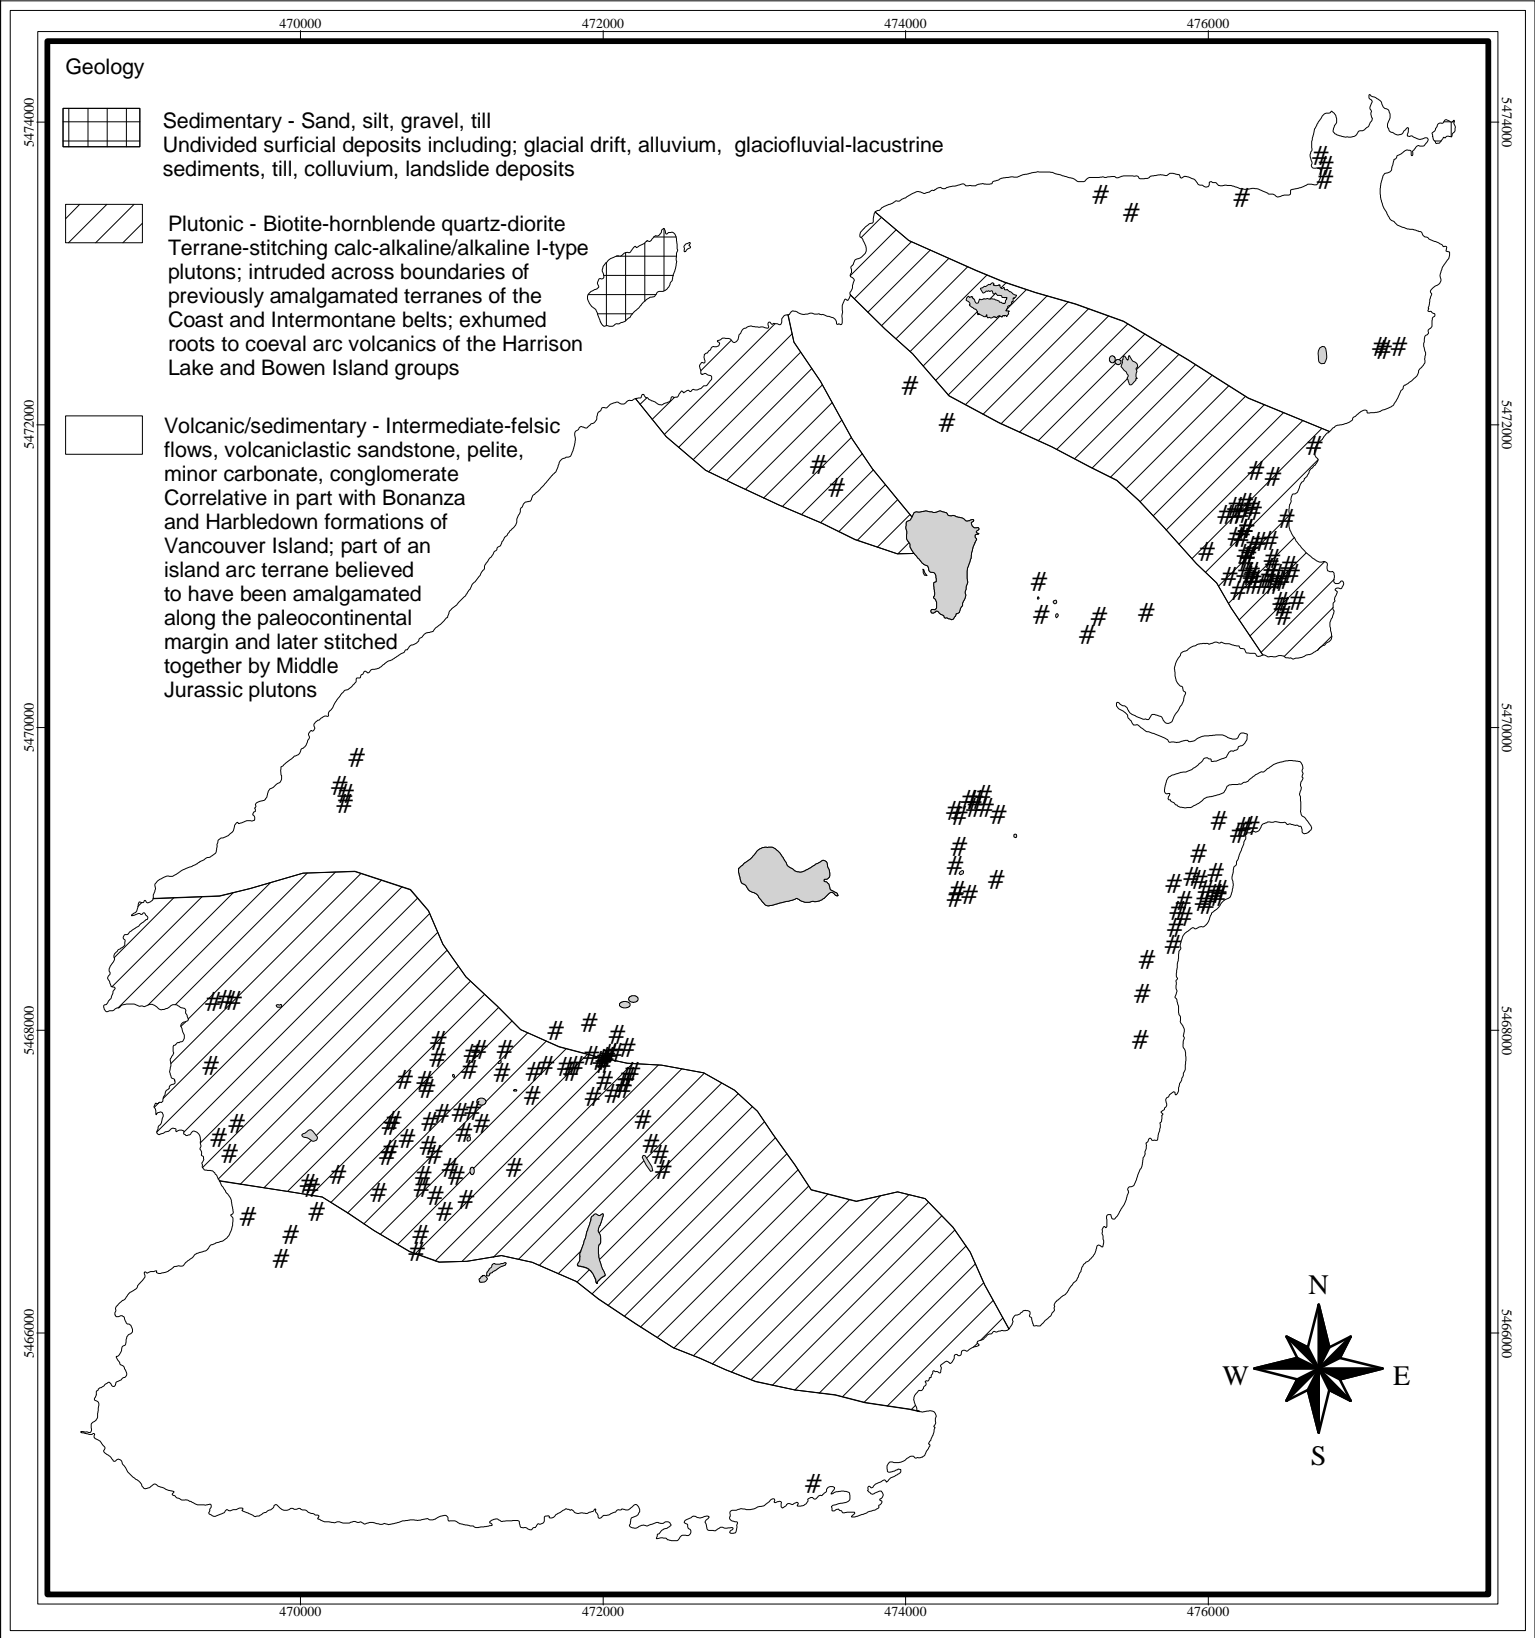 470000 472000 474000 476000
Geology
Sedimentary - Sand, silt, gravel, till
Undivided surficial deposits including; glacial drift, alluvium, glaciofluvial-lacustrine
sediments, till, colluvium, landslide deposits
Plutonic - Biotite-hornblende quartz-diorite
Terrane-stitching calc-alkaline/alkaline I-type
plutons; intruded across boundaries of
previously amalgamated terranes of the
Coast and Intermontane belts; exhumed
roots to coeval arc volcanics of the Harrison
Lake and Bowen Island groups
Volcanic/sedimentary - Intermediate-felsic
flows, volcaniclastic sandstone, pelite,
minor carbonate, conglomerate
Correlative in part with Bonanza
and Harbledown formations of
Vancouver Island; part of an
island arc terrane believed
to have been amalgamated
along the paleocontinental
margin and later stitched
together by Middle
Jurassic plutons
5474000
5472000
5470000
5468000
5466000
5474000
5472000
5470000
5468000
5466000
N
W E
S
470000 472000 474000 476000